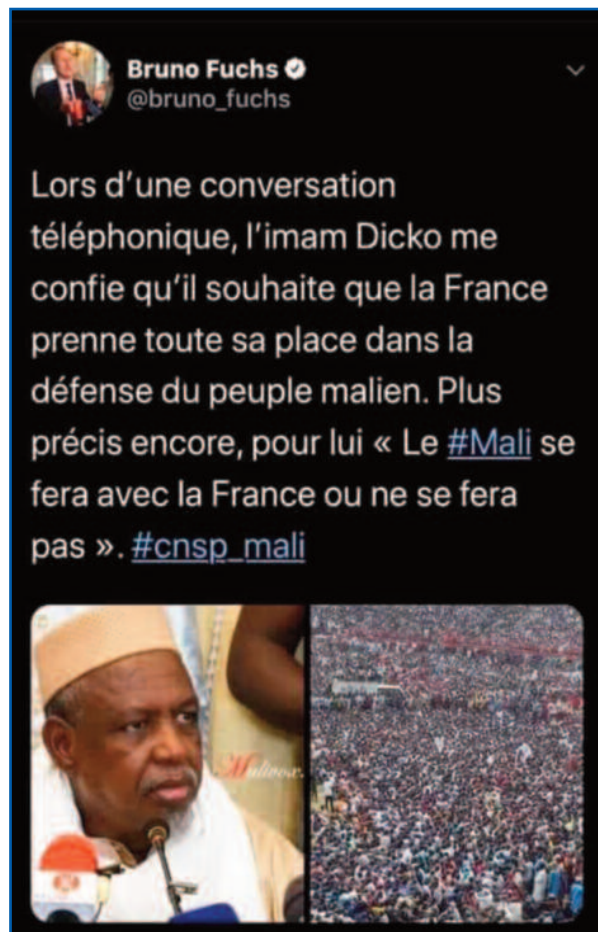 Bruno Fuchs
@bruno_fuchs
Lors d’une conversation
téléphonique, l’imam Dicko me
confie qu’il souhaite que la France
prenne toute sa place dans la
défense du peuple malien. Plus
précis encore, pour lui « Le #Mali se
fera avec la France ou ne se fera
pas ». #cnsp_mali